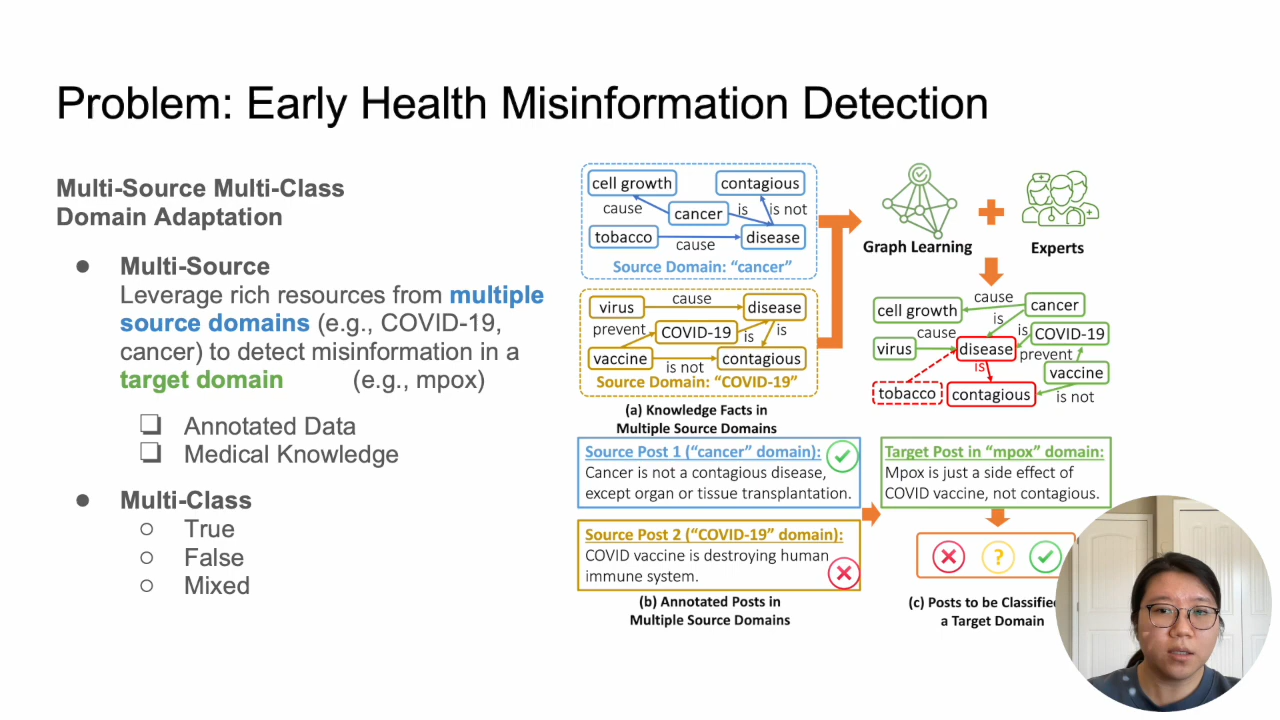 Problem: Early Health Misinformation Detection
Multi-Source Multi-Class
Domain Adaptation
● Multi-Source
Leverage rich resources from multiple
source domains (e.g., COVID-19,
cancer) to detect misinformation in a
target domain (e.g., mpox)
❑ Annotated Data
❑ Medical Knowledge
● Multi-Class
○ True
○ False
○ Mixed
cell growth
contagious
cause
cancer
is
is not
tobacco
cause
disease
Source Domain: “cancer”
virus
cause
disease
prevent
COVID-19
is
is
vaccine
is not
contagious
Source Domain: “COVID-19”
(a) Knowledge Facts in
Multiple Source Domains
Graph Learning
Experts
cell growth
cause
cancer
is
cause
is
COVID-19
virus
disease
prevent
is
vaccine
tobacco
contagious
is not
Source Post 1 (“cancer” domain):
Cancer is not a contagious disease,
except organ or tissue transplantation.
Source Post 2 (“COVID-19” domain):
COVID vaccine is destroying human
immune system.
(b) Annotated Posts in
Multiple Source Domains
Target Post in “mpox” domain:
Mpox is just a side effect of
COVID vaccine, not contagious.
?
(c) Posts to be Classifie
a Target Domain